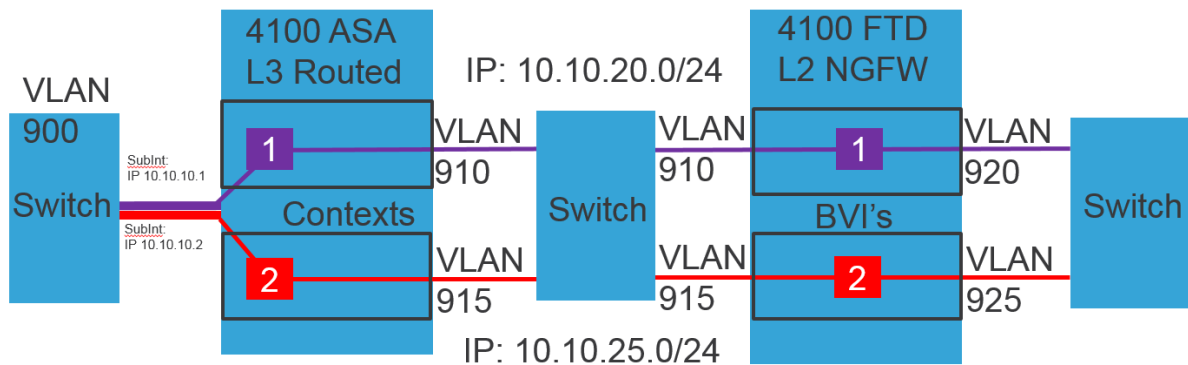 VLAN
900
Switch
SubInt:
IP 10.10.10.1
SubInt:
IP 10.10.10.2
4100 ASA
L3 Routed
1
Contexts
2
VLAN
910
VLAN
915
IP: 10.10.20.0/24
Switch
IP: 10.10.25.0/24
VLAN
910
VLAN
915
4100 FTD
L2 NGFW
1
BVI's
2
VLAN
920
VLAN
925
Switch